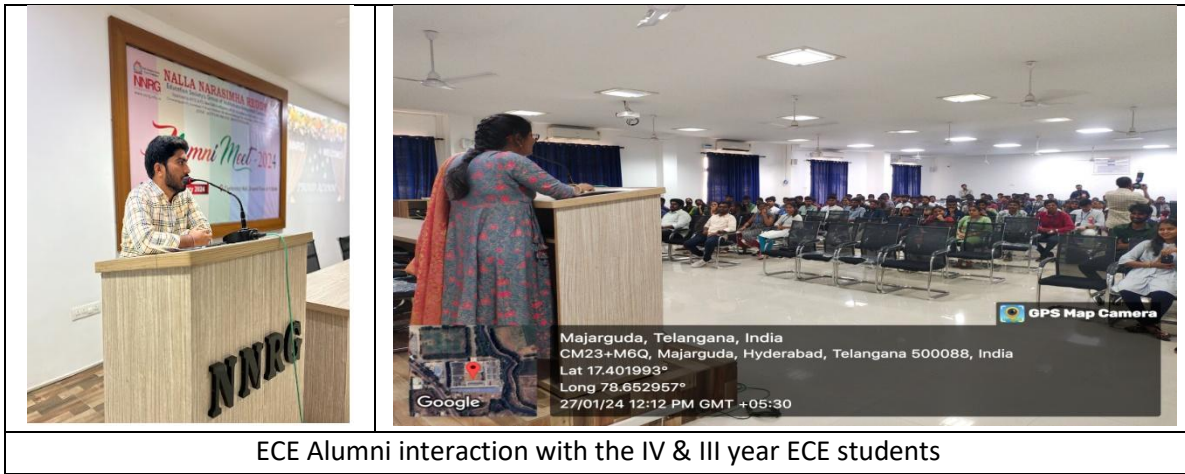 NNRG
NALLA NARASIMHA REDDY
Alumni Meet-2024
NNRG
GPS Map Camera
Majarguda, Telangana, India
CM23+M6Q, Majarguda, Hyderabad, Telangana 500088, India
Lat 17.401993°
Long 78.652957°
27/01/24 12:12 PM GMT +05:30
Google
ECE Alumni interaction with the IV & III year ECE students